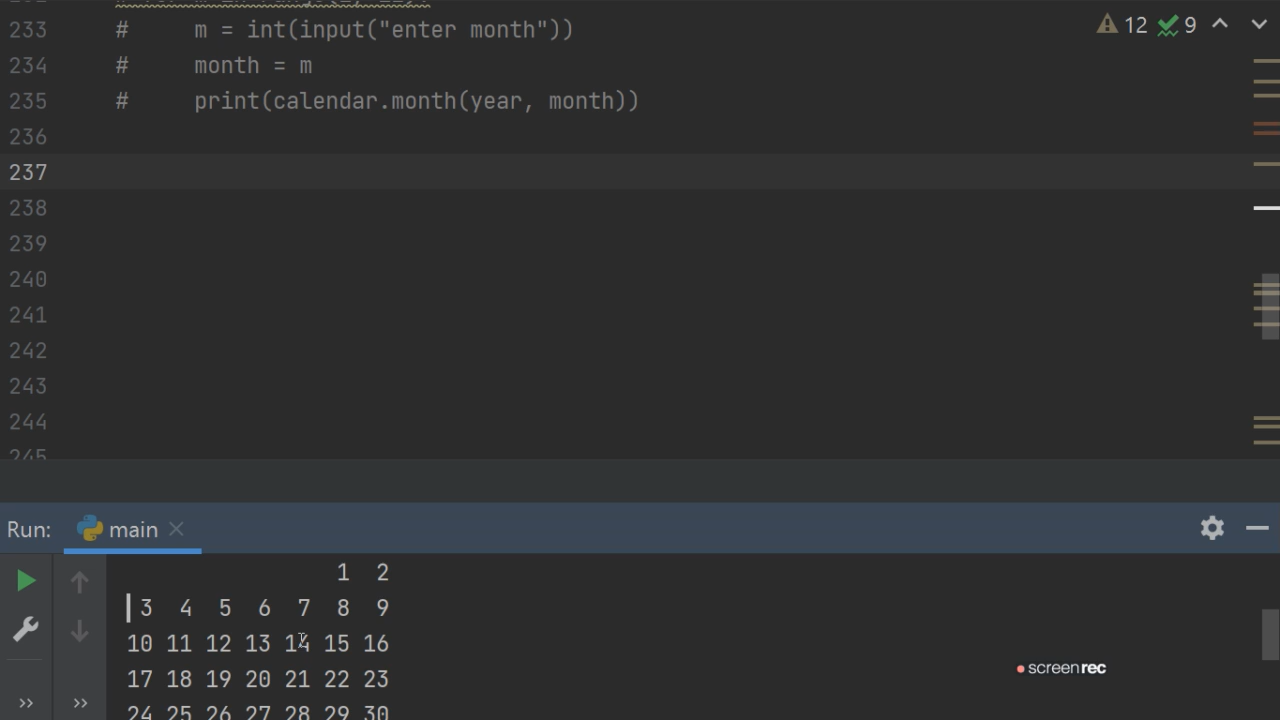 233 #     m = int(input("enter month"))
12 9
234 #     month = m
235 #     print(calendar.month(year, month))
236
237
238
239
240
241
242
243
244
245
Run: main
1 2
3 4 5 6 7 8 9
10 11 12 13 14 15 16
17 18 19 20 21 22 23
24 25 26 27 28 29 30
screenrec